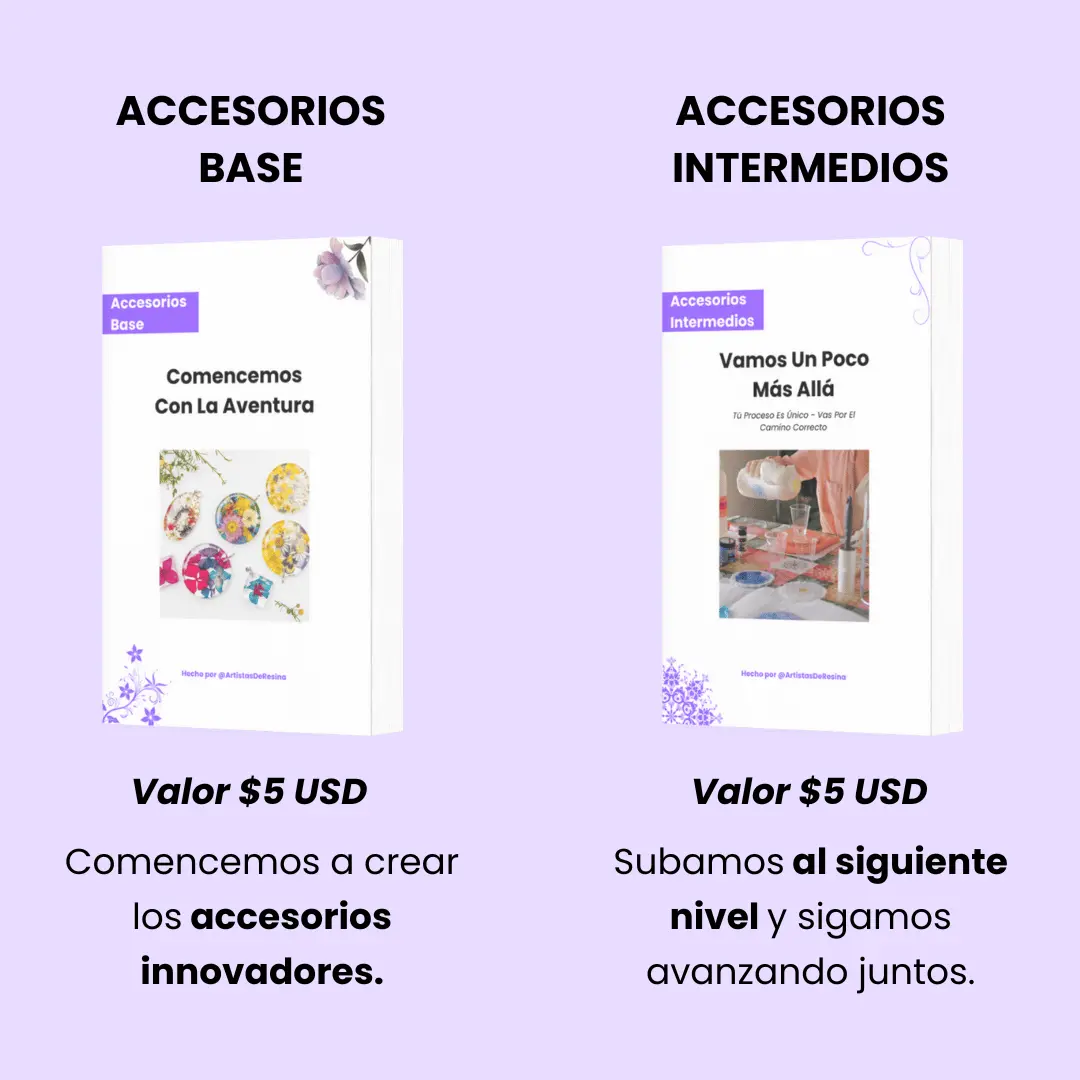 ACCESORIOS
BASE
Accesorios
Base
Comencemos
Con La Aventura
Hecho por @ArtistasDeResina
Valor $5 USD
Comencemos a crear
los accesorios
innovadores.
ACCESORIOS
INTERMEDIOS
Accesorios
Intermedios
Vamos Un Poco
Más Allá
Tú Proceso Es Único - Vas Por El
Camino Correcto
Hecho por @ArtistasDeResina
Valor $5 USD
Subamos al siguiente
nivel y sigamos
avanzando juntos.